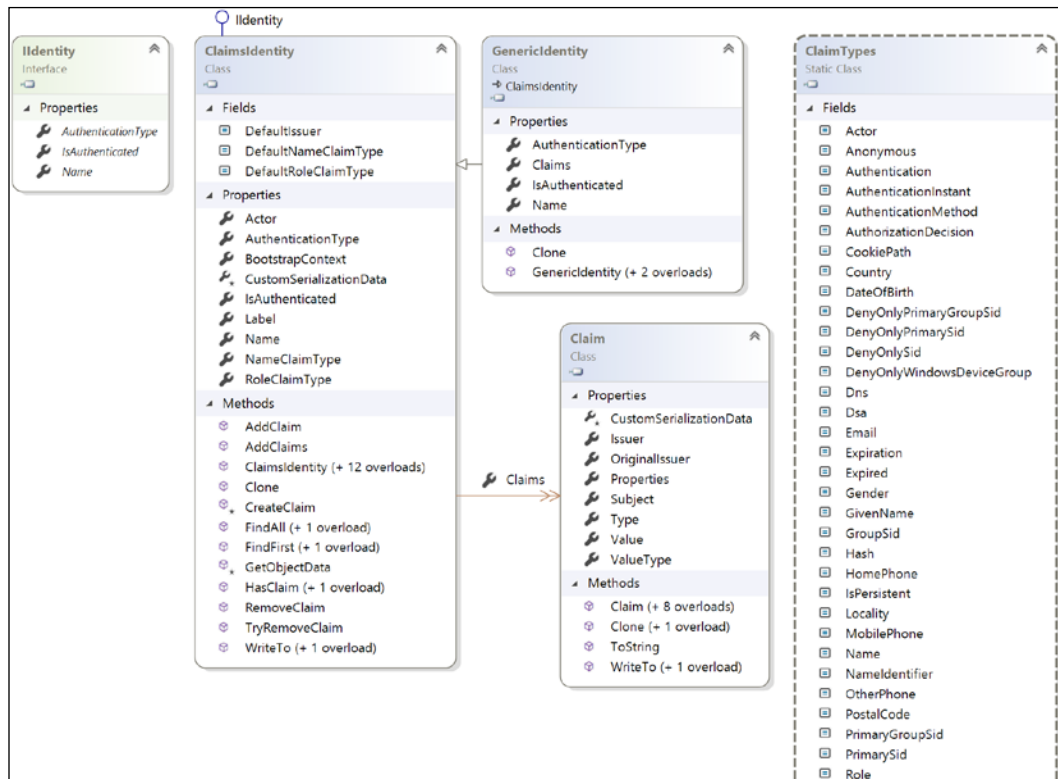 IIdentity
IIdentity
Interface
Properties
AuthenticationType
IsAuthenticated
Name
ClaimsIdentity
Class
Fields
DefaultIssuer
DefaultNameClaimType
DefaultRoleClaimType
Properties
Actor
AuthenticationType
BootstrapContext
CustomSerializationData
IsAuthenticated
Label
Name
NameClaimType
RoleClaimType
Methods
AddClaim
AddClaims
ClaimsIdentity (+ 12 overloads)
Clone
CreateClaim
FindAll (+ 1 overload)
FindFirst (+ 1 overload)
GetObjectData
HasClaim (+ 1 overload)
RemoveClaim
TryRemoveClaim
WriteTo (+ 1 overload)
GenericIdentity
Class
ClaimsIdentity
Properties
AuthenticationType
Claims
IsAuthenticated
Name
Methods
Clone
GenericIdentity (+ 2 overloads)
Claims
Claim
Class
Properties
CustomSerializationData
Issuer
OriginalIssuer
Properties
Subject
Type
Value
ValueType
Methods
Claim (+ 8 overloads)
Clone (+ 1 overload)
ToString
WriteTo (+ 1 overload)
ClaimTypes
Static Class
Fields
Actor
Anonymous
Authentication
AuthenticationInstant
AuthenticationMethod
AuthorizationDecision
CookiePath
Country
DateOfBirth
DenyOnlyPrimaryGroupSid
DenyOnlyPrimarySid
DenyOnlySid
DenyOnlyWindowsDeviceGroup
Dns
Dsa
Email
Expiration
Expired
Gender
GivenName
GroupSid
Hash
HomePhone
IsPersistent
Locality
MobilePhone
Name
NameIdentifier
OtherPhone
PostalCode
PrimaryGroupSid
PrimarySid
Role